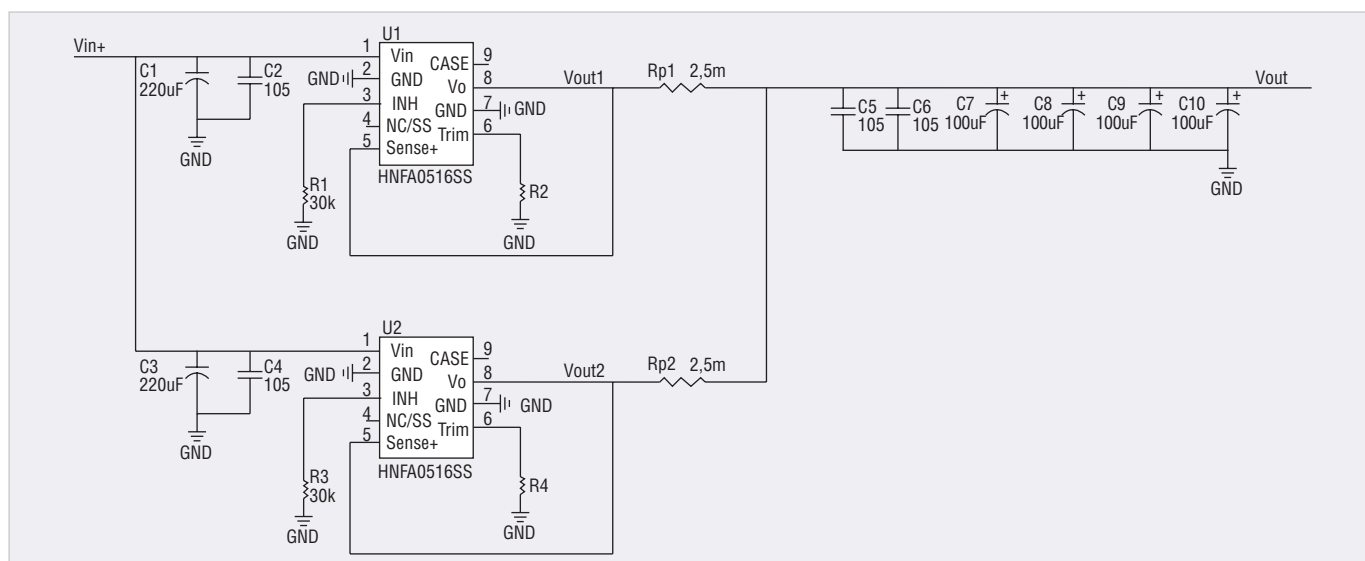 Vin+
C1
220uF
C2
105
GND
U1
HNFA0516SS
1 Vin
2 GND
3 INH
4 NC/SS
5 Sense+
CASE 9
Vo 8
GND 7
Trim 6
GND
GND
R1
30k
GND
R2
GND
Vout1
Rp1 2,5m
C5
105
C6
105
C7
100uF
+
C8
100uF
+
C9
100uF
+
C10
100uF
+
Vout
GND
C3
220uF
C4
105
GND
U2
HNFA0516SS
1 Vin
2 GND
3 INH
4 NC/SS
5 Sense+
CASE 9
Vo 8
GND 7
Trim 6
GND
GND
R3
30k
GND
R4
GND
Vout2
Rp2 2,5m